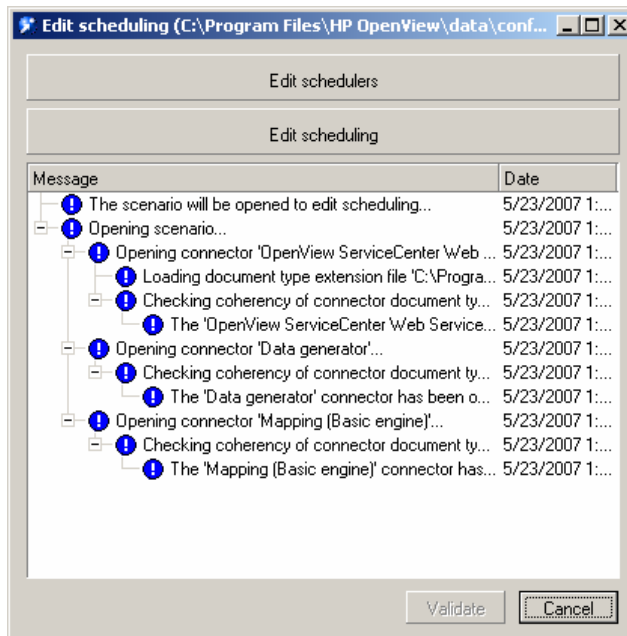 Edit scheduling (C:\Program Files\HP OpenView\data\conf...
Edit schedulers
Edit scheduling
Message Date
The scenario will be opened to edit scheduling... 5/23/2007 1:...
Opening scenario... 5/23/2007 1:...
Opening connector 'OpenView ServiceCenter Web ... 5/23/2007 1:...
Loading document type extension file 'C:\Progra... 5/23/2007 1:...
Checking coherency of connector document ty... 5/23/2007 1:...
The 'OpenView ServiceCenter Web Service... 5/23/2007 1:...
Opening connector 'Data generator'... 5/23/2007 1:...
Checking coherency of connector document ty... 5/23/2007 1:...
The 'Data generator' connector has been o... 5/23/2007 1:...
Opening connector 'Mapping (Basic engine)'... 5/23/2007 1:...
Checking coherency of connector document ty... 5/23/2007 1:...
The 'Mapping (Basic engine)' connector has... 5/23/2007 1:...
Validate Cancel